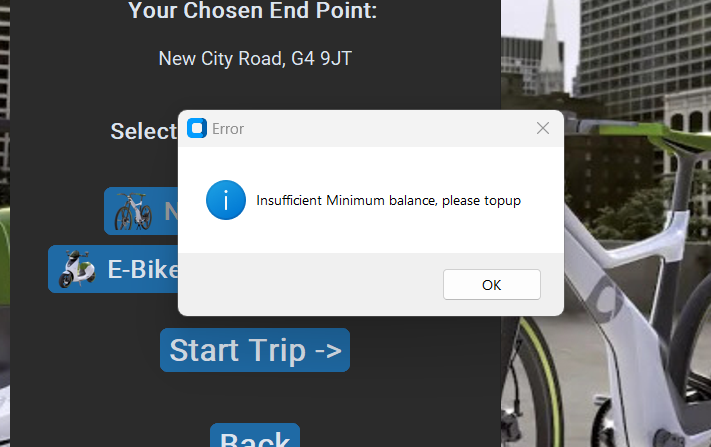 Your Chosen End Point:
New City Road, G4 9JT
Select
Error
Insufficient Minimum balance, please topup
E-Bike
OK
Start Trip ->
Back